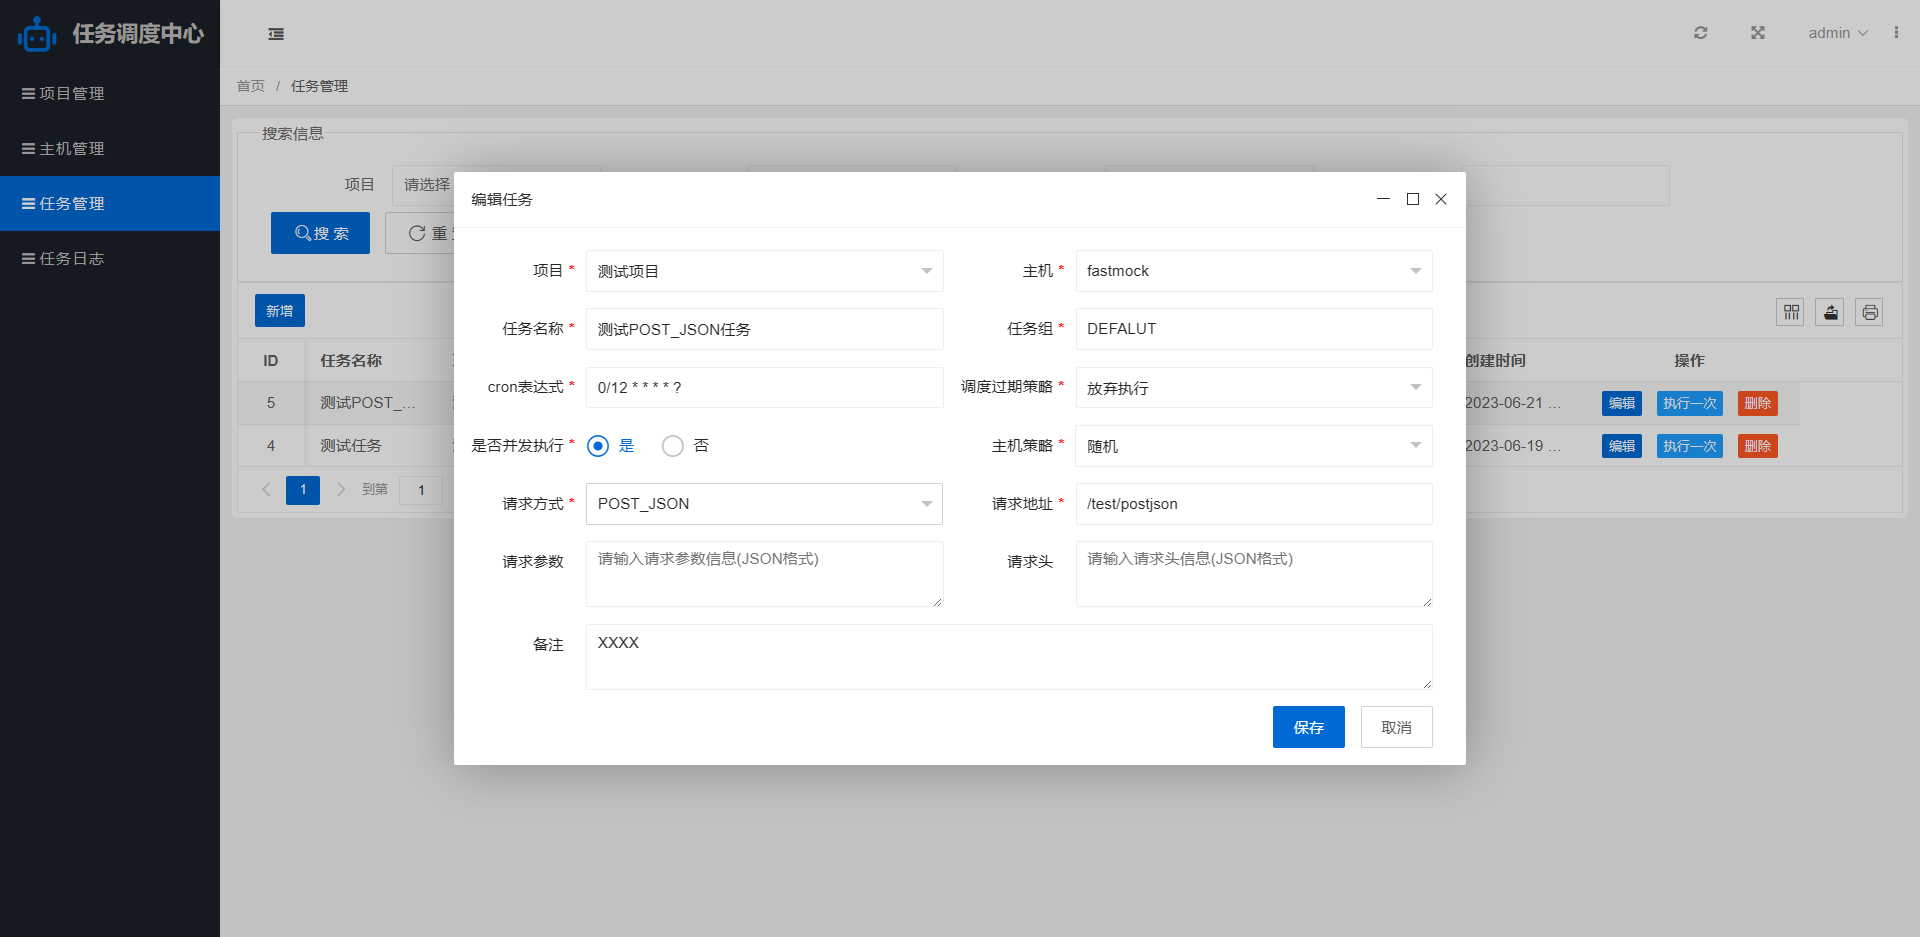 任务调度中心
admin
项目管理
主机管理
任务管理
任务日志
首页 / 任务管理
搜索信息
项目 请选择
搜 索
重
新增
ID 任务名称 创建时间 操作
5 测试POST_... 2023-06-21 ... 编辑 执行一次 删除
4 测试任务 2023-06-19 ... 编辑 执行一次 删除
1 到第 1
编辑任务
项目 * 测试项目 主机 * fastmock
任务名称 * 测试POST_JSON任务 任务组 * DEFALUT
cron表达式 * 0/12 * * * * ? 调度过期策略 * 放弃执行
是否并发执行 * 是 否 主机策略 * 随机
请求方式 * POST_JSON 请求地址 * /test/postjson
请求参数 请输入请求参数信息(JSON格式) 请求头 请输入请求头信息(JSON格式)
备注 XXXX
保存 取消